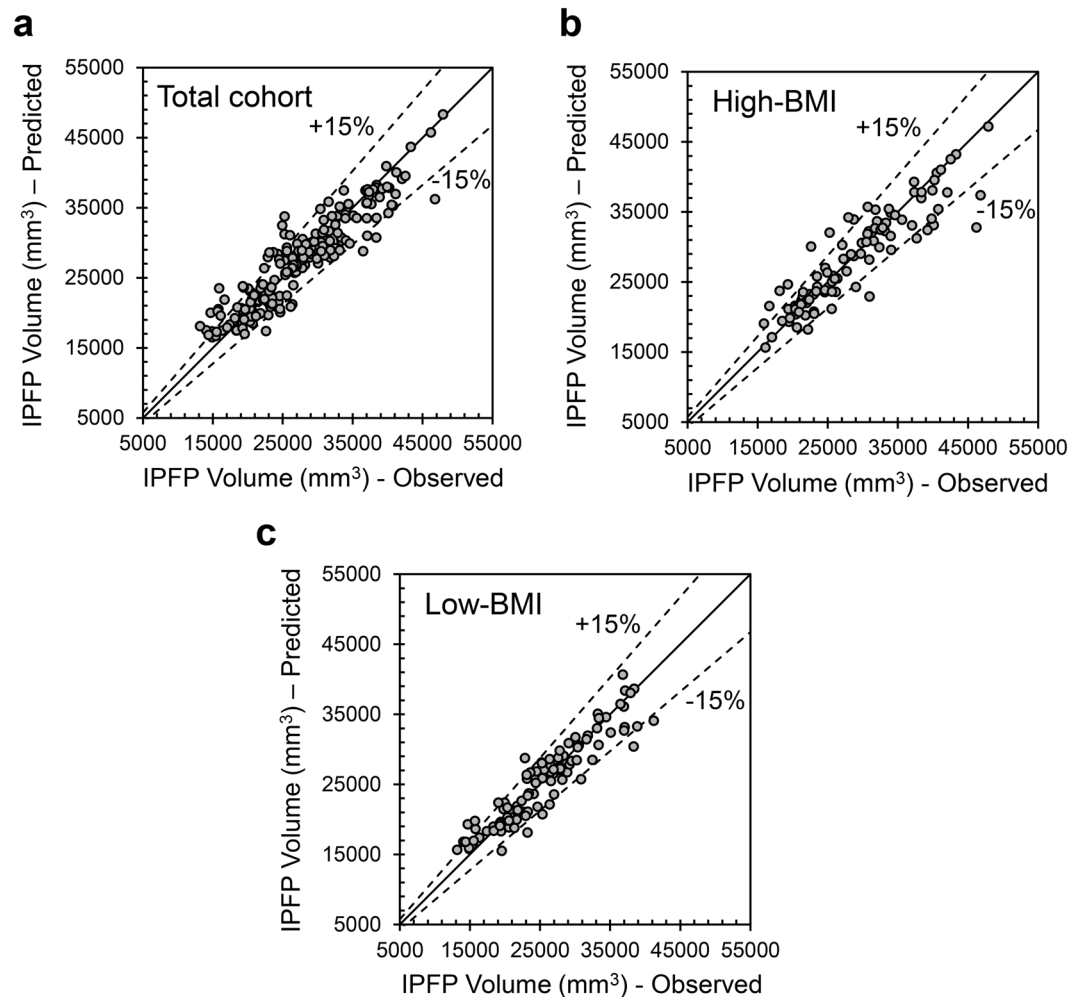 a
Total cohort
+15%
-15%
55000
45000
35000
25000
15000
5000
5000 15000 25000 35000 45000 55000
IPFP Volume (mm³) – Predicted
IPFP Volume (mm³) - Observed
b
High-BMI
+15%
-15%
55000
45000
35000
25000
15000
5000
5000 15000 25000 35000 45000 55000
IPFP Volume (mm³) – Predicted
IPFP Volume (mm³) - Observed
c
Low-BMI
+15%
-15%
55000
45000
35000
25000
15000
5000
5000 15000 25000 35000 45000 55000
IPFP Volume (mm³) – Predicted
IPFP Volume (mm³) - Observed